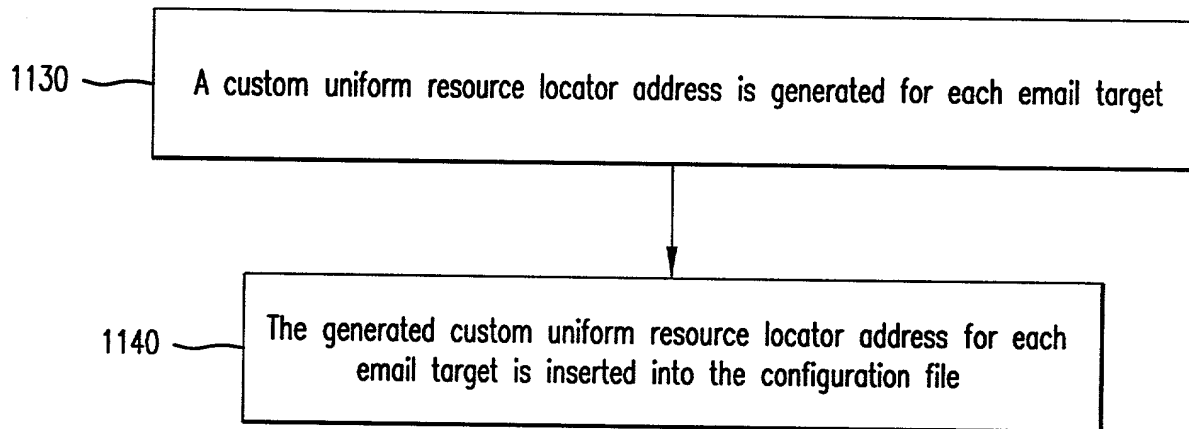 1130
A custom uniform resource locator address is generated for each email target
1140
The generated custom uniform resource locator address for each
email target is inserted into the configuration file